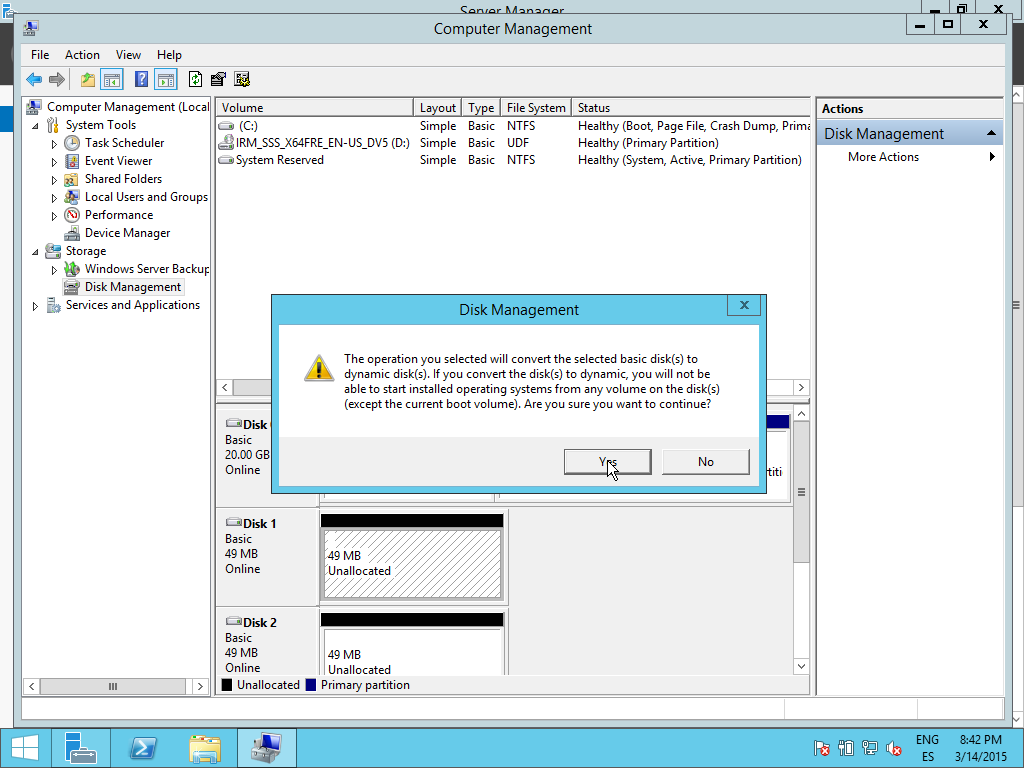 Server Manager
Computer Management
File Action View Help
Computer Management (Local
System Tools
Task Scheduler
Event Viewer
Shared Folders
Local Users and Groups
Performance
Device Manager
Storage
Windows Server Backup
Disk Management
Services and Applications
Volume Layout Type File System Status
(C:) Simple Basic NTFS Healthy (Boot, Page File, Crash Dump, Prima
IRM_SSS_X64FRE_EN-US_DV5 (D:) Simple Basic UDF Healthy (Primary Partition)
System Reserved Simple Basic NTFS Healthy (System, Active, Primary Partition)
Actions
Disk Management
More Actions
Disk Management
The operation you selected will convert the selected basic disk(s) to
dynamic disk(s). If you convert the disk(s) to dynamic, you will not be
able to start installed operating systems from any volume on the disk(s)
(except the current boot volume). Are you sure you want to continue?
Yes No
Disk
Basic
20.00 GB
Online
titi
Disk 1
Basic
49 MB
Online
49 MB
Unallocated
Disk 2
Basic
49 MB
Online
49 MB
Unallocated
Unallocated Primary partition
ENG
ES
8:42 PM
3/14/2015